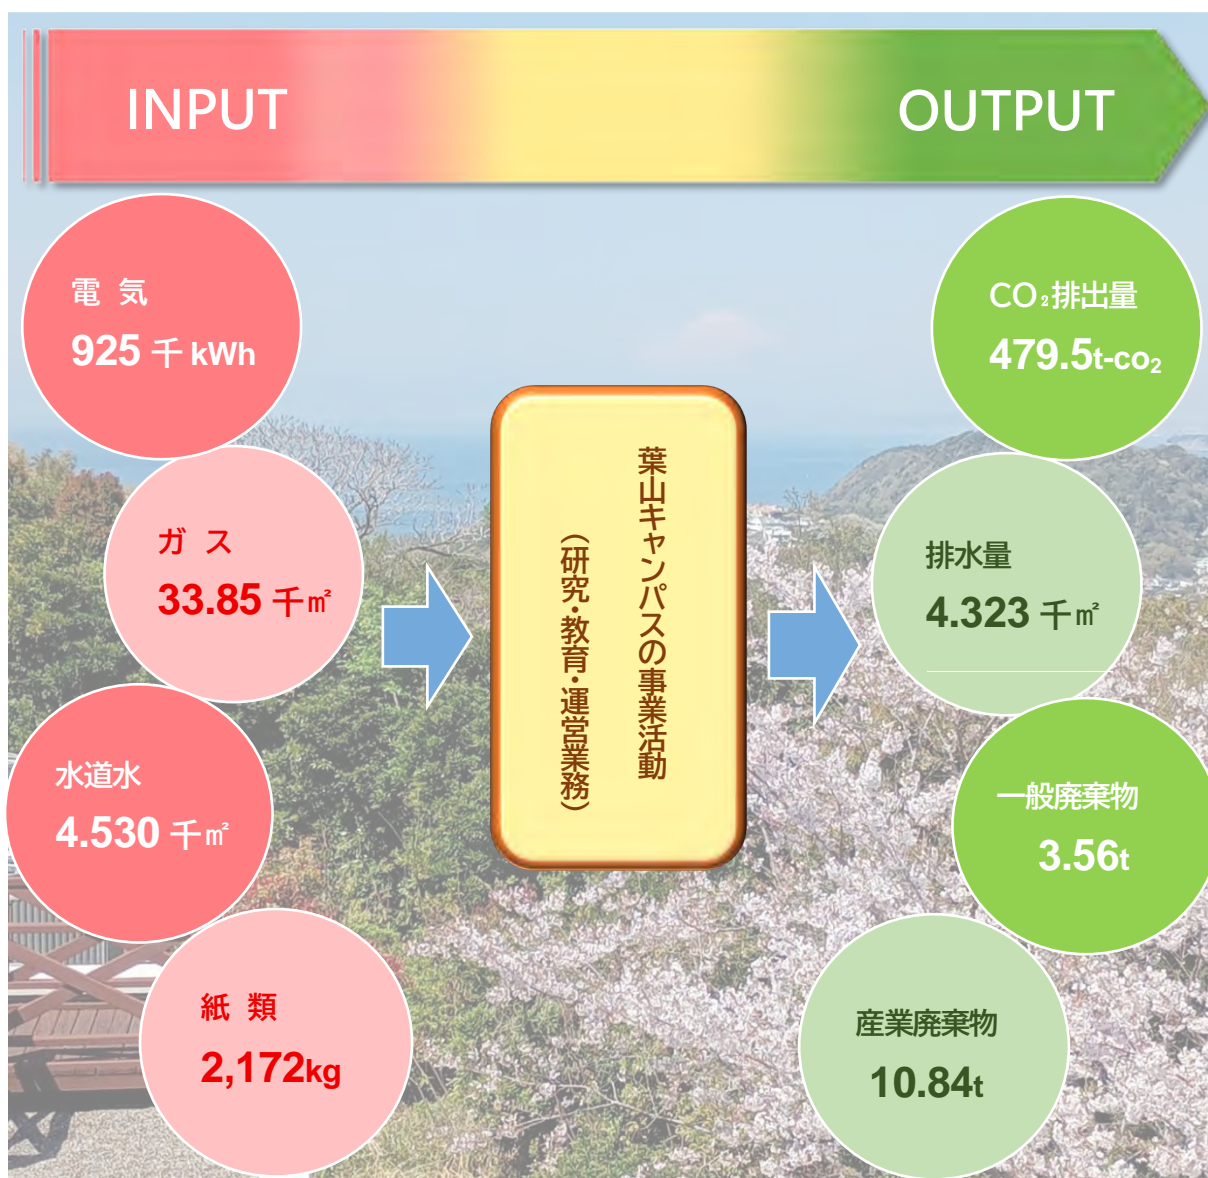 INPUT
OUTPUT
電 気
925 千 kWh
ガ ス
33.85 千㎥
水道水
4.530 千㎥
紙 類
2,172kg
葉山キャンパスの事業活動
（研究・教育・運営業務）
CO₂排出量
479.5t-co₂
排水量
4.323 千㎥
一般廃棄物
3.56t
産業廃棄物
10.84t